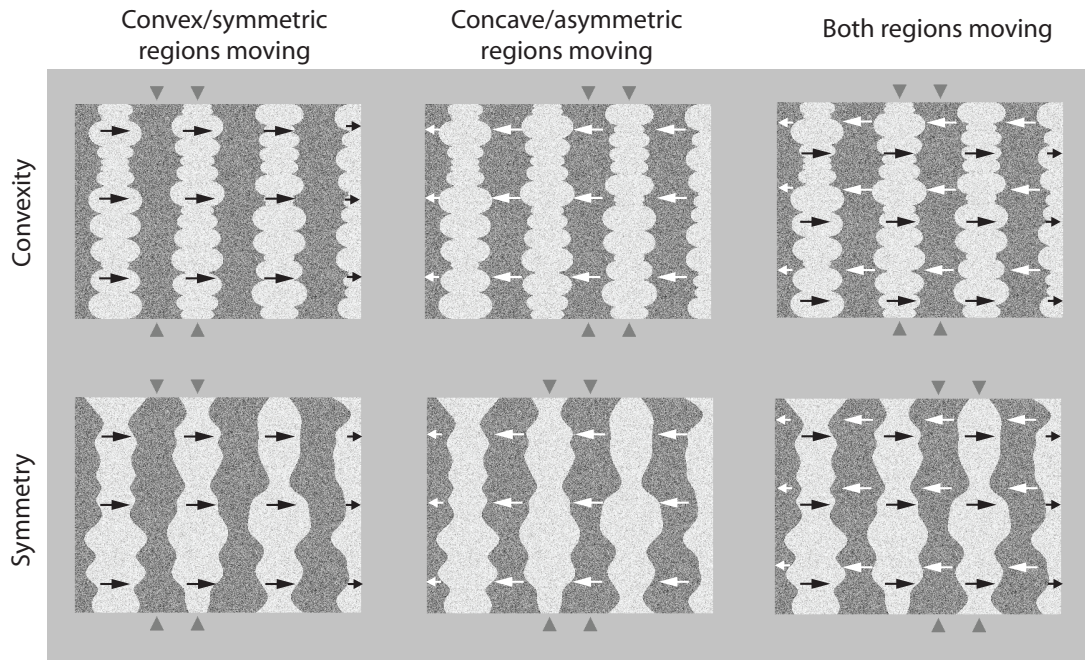 Convex/symmetric
regions moving
Concave/asymmetric
regions moving
Both regions moving
Convexity
Symmetry